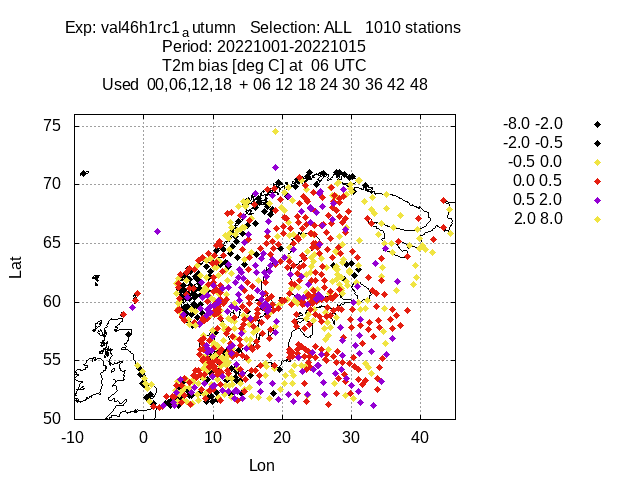 Exp: val46h1rc1 a utumn Selection: ALL 1010 stations
Period: 20221001-20221015
T2m bias [deg C] at 06 UTC
Used 00,06,12,18 + 06 12 18 24 30 36 42 48
-8.0 -2.0
-2.0 -0.5
-0.5 0.0
0.0 0.5
0.5 2.0
2.0 8.0
75
70
65
60
55
50
Lat
-10 0 10 20 30 40
Lon